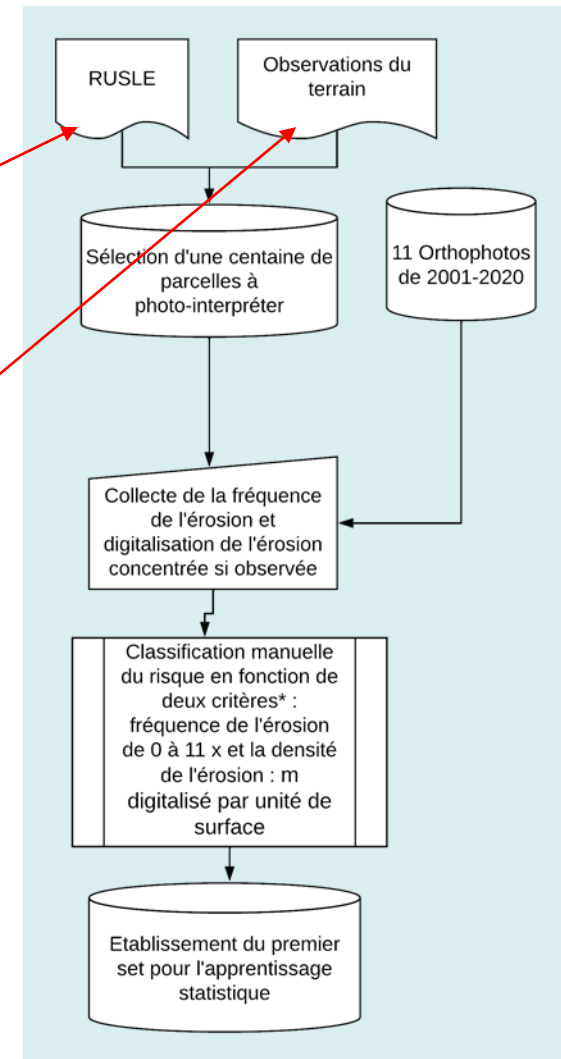 RUSLE
Observations du
terrain
Sélection d'une centaine de
parcelles à
photo-interpréter
11 Orthophotos
de 2001-2020
Collecte de la fréquence
de l'érosion et
digitalisation de l'érosion
concentrée si observée
Classification manuelle
du risque en fonction de
deux critères* :
fréquence de l'érosion
de 0 à 11 x et la densité
de l'érosion : m
digitalisé par unité de
surface
Etablissement du premier
set pour l'apprentissage
statistique